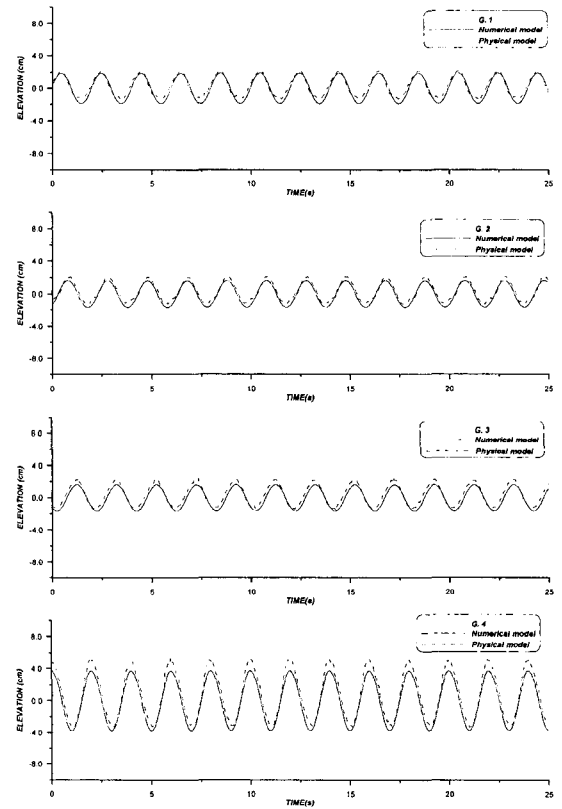 8.0
4.0
0.0
-4.0
-8.0
ELEVATION (cm)
G. 1
Numerical model
Physical model
0 5 10 15 20 25
TIME(s)
8.0
4.0
0.0
-4.0
-8.0
ELEVATION (cm)
G. 2
Numerical model
Physical model
0 5 10 15 20 25
TIME(s)
8.0
4.0
0.0
-4.0
-8.0
ELEVATION (cm)
G. 3
Numerical model
Physical model
0 5 10 15 20 25
TIME(s)
8.0
4.0
0.0
4.0
-8.0
ELEVATION (cm)
G. 4
Numerical model
Physical model
0 5 10 15 20 25
TIME(s)